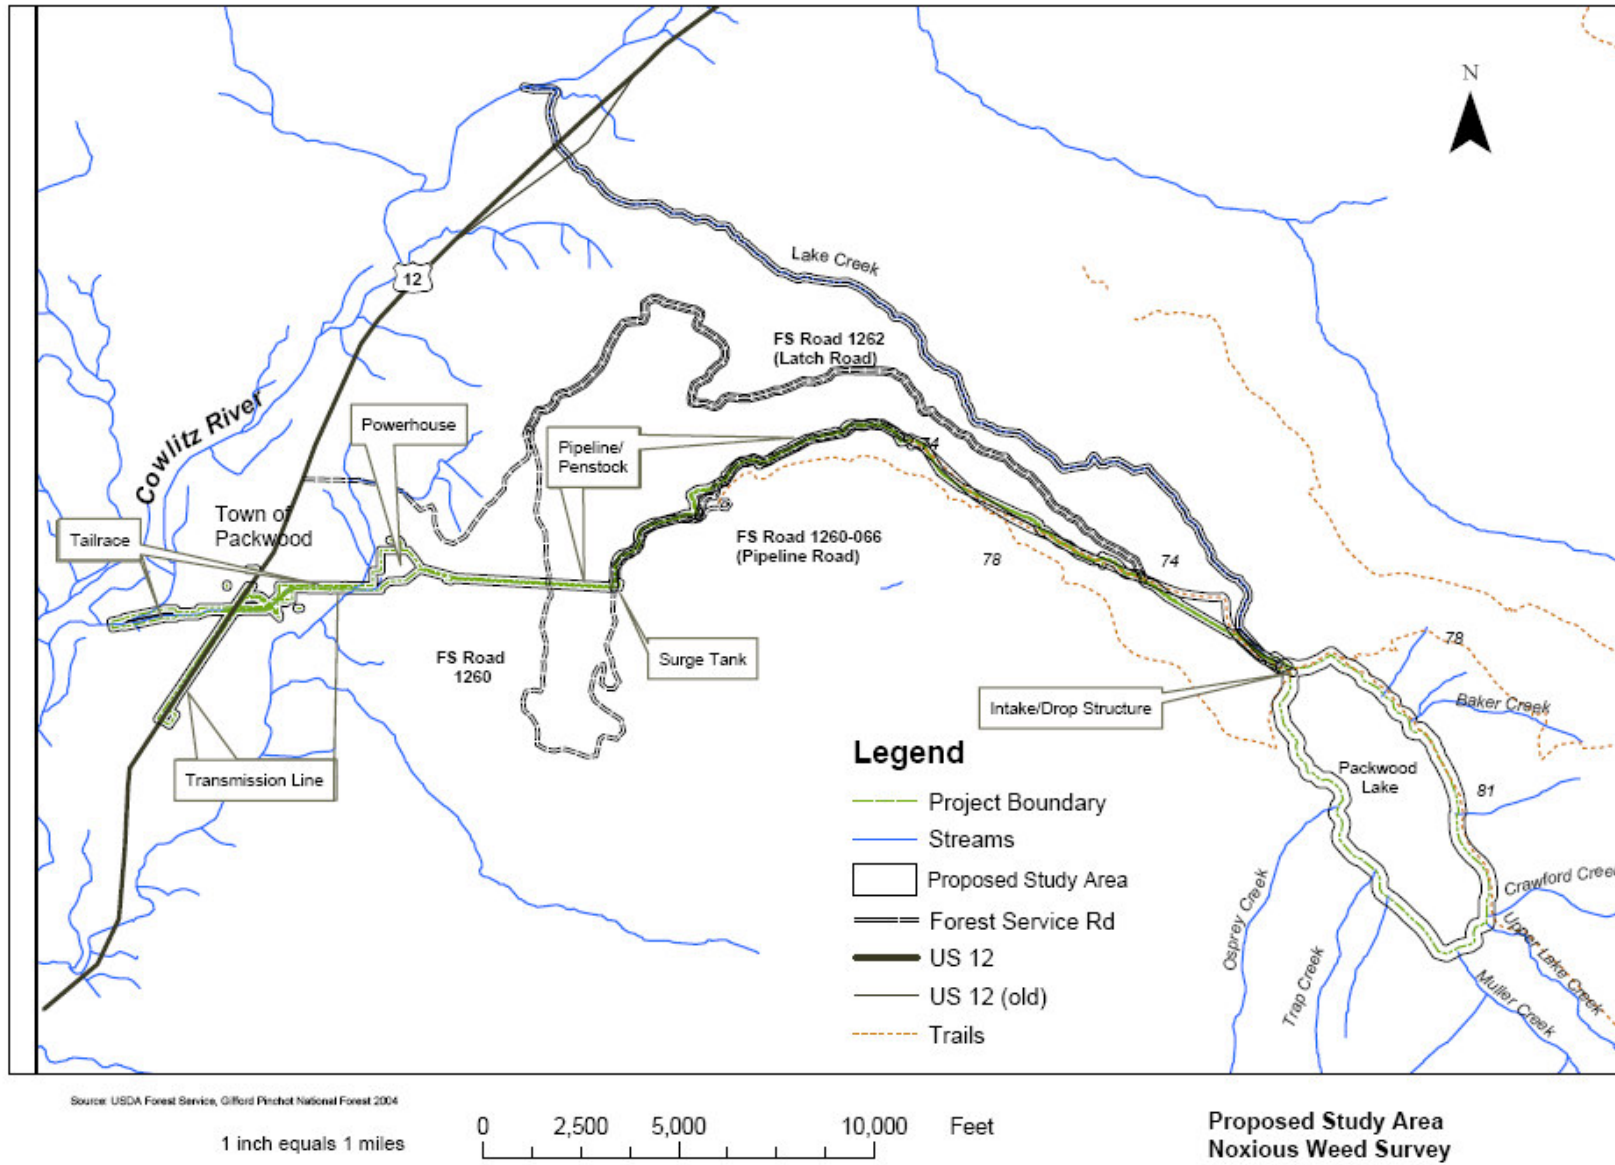 N
Lake Creek
12
FS Road 1262
(Latch Road)
Cowlitz River
Powerhouse
Pipeline/
Penstock
74
Town of
Packwood
Tailrace
FS Road 1260-066
(Pipeline Road)
78
74
FS Road
1260
Surge Tank
78
Intake/Drop Structure
Baker Creek
Transmission Line
Packwood
Lake
81
Legend
Project Boundary
Streams
Proposed Study Area
Forest Service Rd
US 12
US 12 (old)
Trails
Osprey Creek
Trap Creek
Crawford Creek
Upper Lake Creek
Muller Creek
Source: USDA Forest Service, Gifford Pinchot National Forest 2004
1 inch equals 1 miles
0 2,500 5,000 10,000 Feet
Proposed Study Area
Noxious Weed Survey